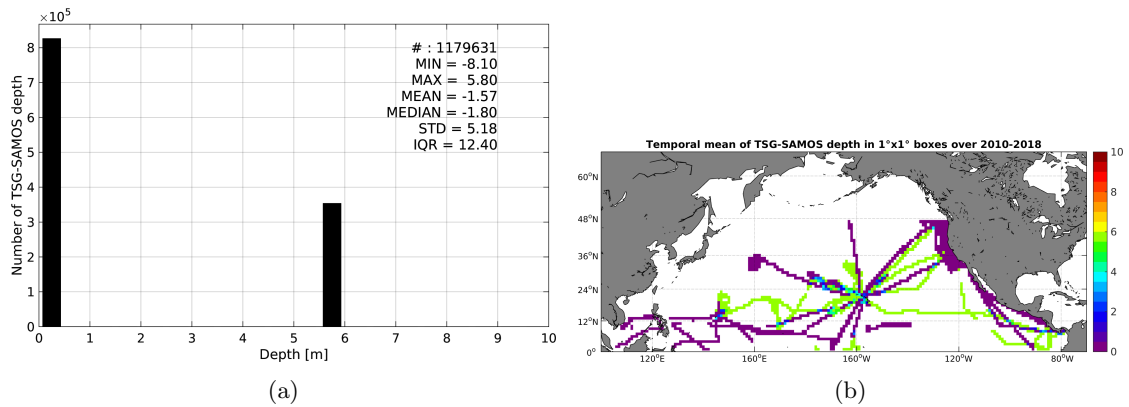 ×10⁵
8
7
6
5
4
3
2
1
0
Number of TSG-SAMOS depth
# : 1179631
MIN = -8.10
MAX = 5.80
MEAN = -1.57
MEDIAN = -1.80
STD = 5.18
IQR = 12.40
0 1 2 3 4 5 6 7 8 9 10
Depth [m]
(a)
Temporal mean of TSG-SAMOS depth in 1°x1° boxes over 2010-2018
60°N
48°N
36°N
24°N
12°N
0°
120°E 160°E 160°W 120°W 80°W
10
8
6
4
2
0
(b)